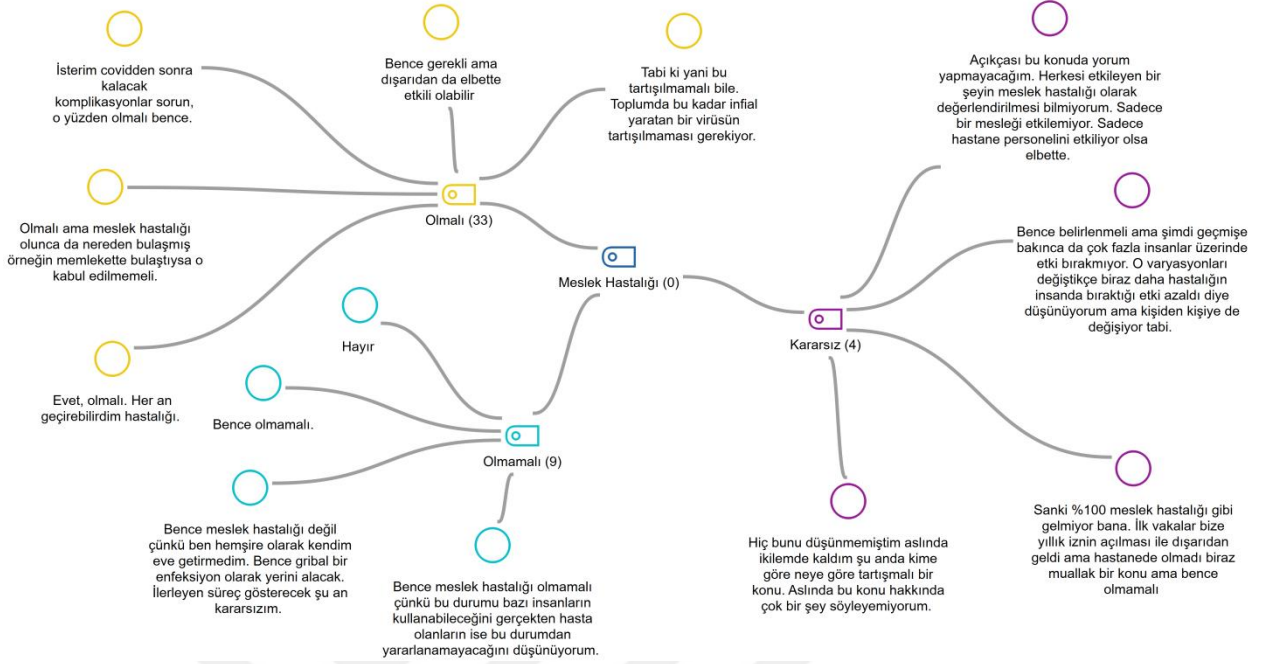 İsterim covidden sonra
kalacak
komplikasyonlar sorun,
o yüzden olmalı bence.
Bence gerekli ama
dışarıdan da elbette
etkili olabilir
Tabi ki yani bu
tartışılmamalı bile.
Toplumda bu kadar infial
yaratan bir virüsün
tartışılmaması gerekiyor.
Açıkçası bu konuda yorum
yapmayacağım. Herkesi etkileyen bir
şeyin meslek hastalığı olarak
değerlendirilmesi bilmiyorum. Sadece
bir mesleği etkilemiyor. Sadece
hastane personelini etkiliyor olsa
elbette.
Olmalı (33)
Olmalı ama meslek hastalığı
olunca da nereden bulaşmış
örneğin memlekette bulaştıysa o
kabul edilmemeli.
Bence belirlenmeli ama şimdi geçmişe
bakınca da çok fazla insanlar üzerinde
etki bırakmıyor. O varyasyonları
değiştikçe biraz daha hastalığın
insanda bıraktığı etki azaldı diye
düşünüyorum ama kişiden kişiye de
değişiyor tabi.
Meslek Hastalığı (0)
Kararsız (4)
Hayır
Evet, olmalı. Her an
geçirebilirdim hastalığı.
Bence olmamalı.
Olmamalı (9)
Bence meslek hastalığı değil
çünkü ben hemşire olarak kendim
eve getirmedim. Bence gribal bir
enfeksiyon olarak yerini alacak.
İlerleyen süreç gösterecek şu an
kararsızım.
Bence meslek hastalığı olmamalı
çünkü bu durumu bazı insanların
kullanabileceğini gerçekten hasta
olanların ise bu durumdan
yararlanamayacağını düşünüyorum.
Hiç bunu düşünmemiştim aslında
ikilemde kaldım şu anda kime
göre neye göre tartışmalı bir
konu. Aslında bu konu hakkında
çok bir şey söyleyemiyorum.
Sanki %100 meslek hastalığı gibi
gelmiyor bana. İlk vakalar bize
yıllık iznin açılması ile dışarıdan
geldi ama hastanede olmadı biraz
muallak bir konu ama bence
olmamalı